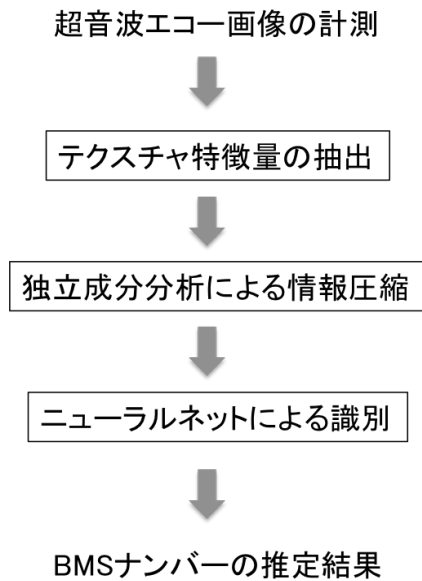 超音波エコー画像の計測
テクスチャ特徴量の抽出
独立成分分析による情報圧縮
ニューラルネットによる識別
BMSナンバーの推定結果